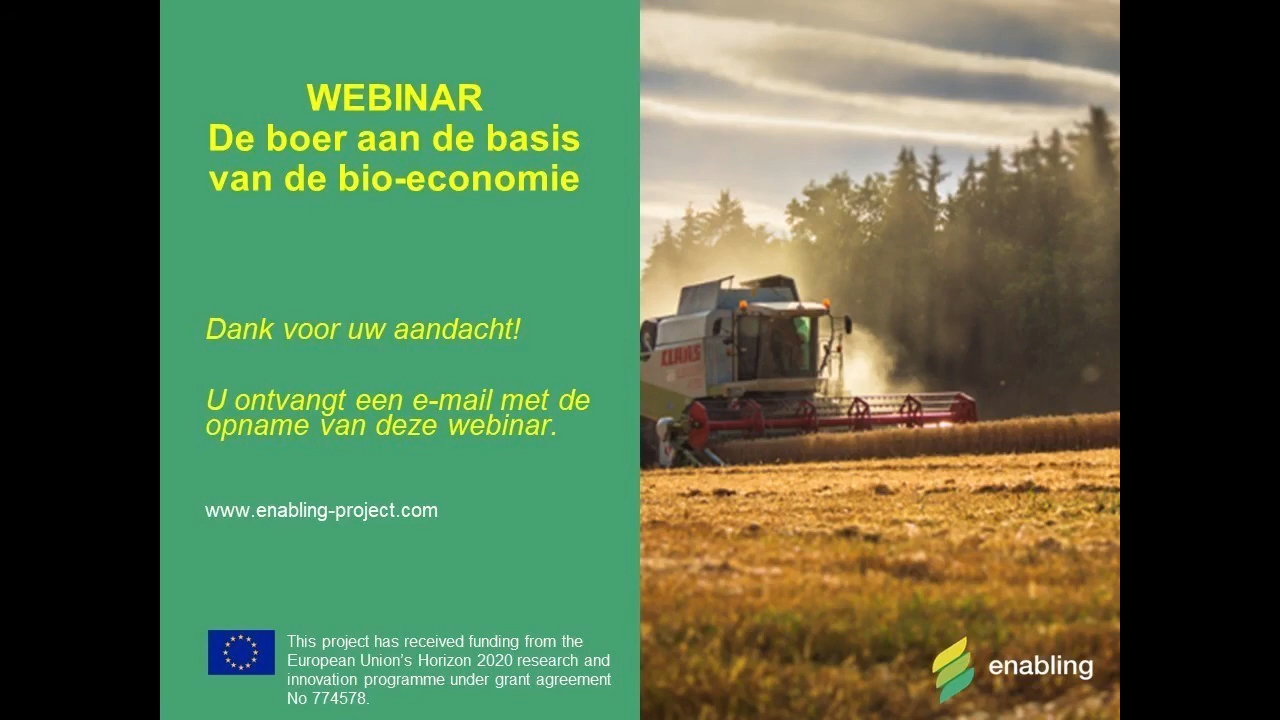 WEBINAR
De boer aan de basis
van de bio-economie
Dank voor uw aandacht!
U ontvangt een e-mail met de
opname van deze webinar.
www.enabling-project.com
This project has received funding from the
European Union's Horizon 2020 research and
innovation programme under grant agreement
No 774578.
CLAAS
enabling